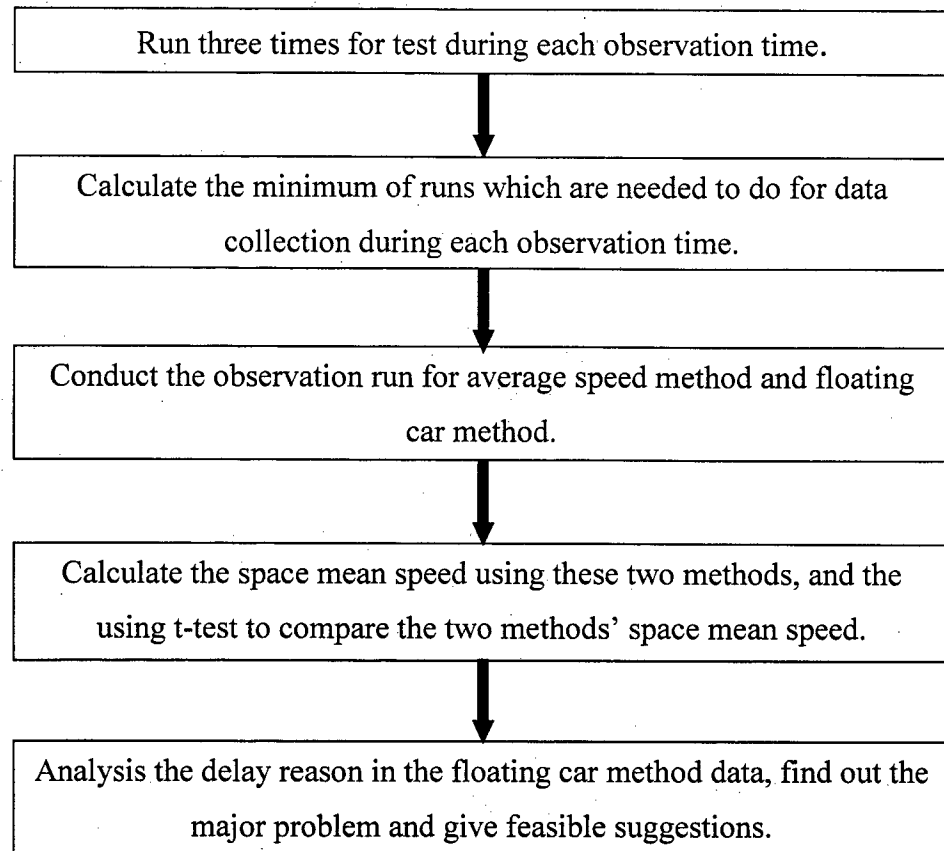 Run three times for test during each observation time.
Calculate the minimum of runs which are needed to do for data
collection during each observation time.
Conduct the observation run for average speed method and floating
car method.
Calculate the space mean speed using these two methods, and the
using t-test to compare the two methods’ space mean speed.
Analysis the delay reason in the floating car method data, find out the
major problem and give feasible suggestions.